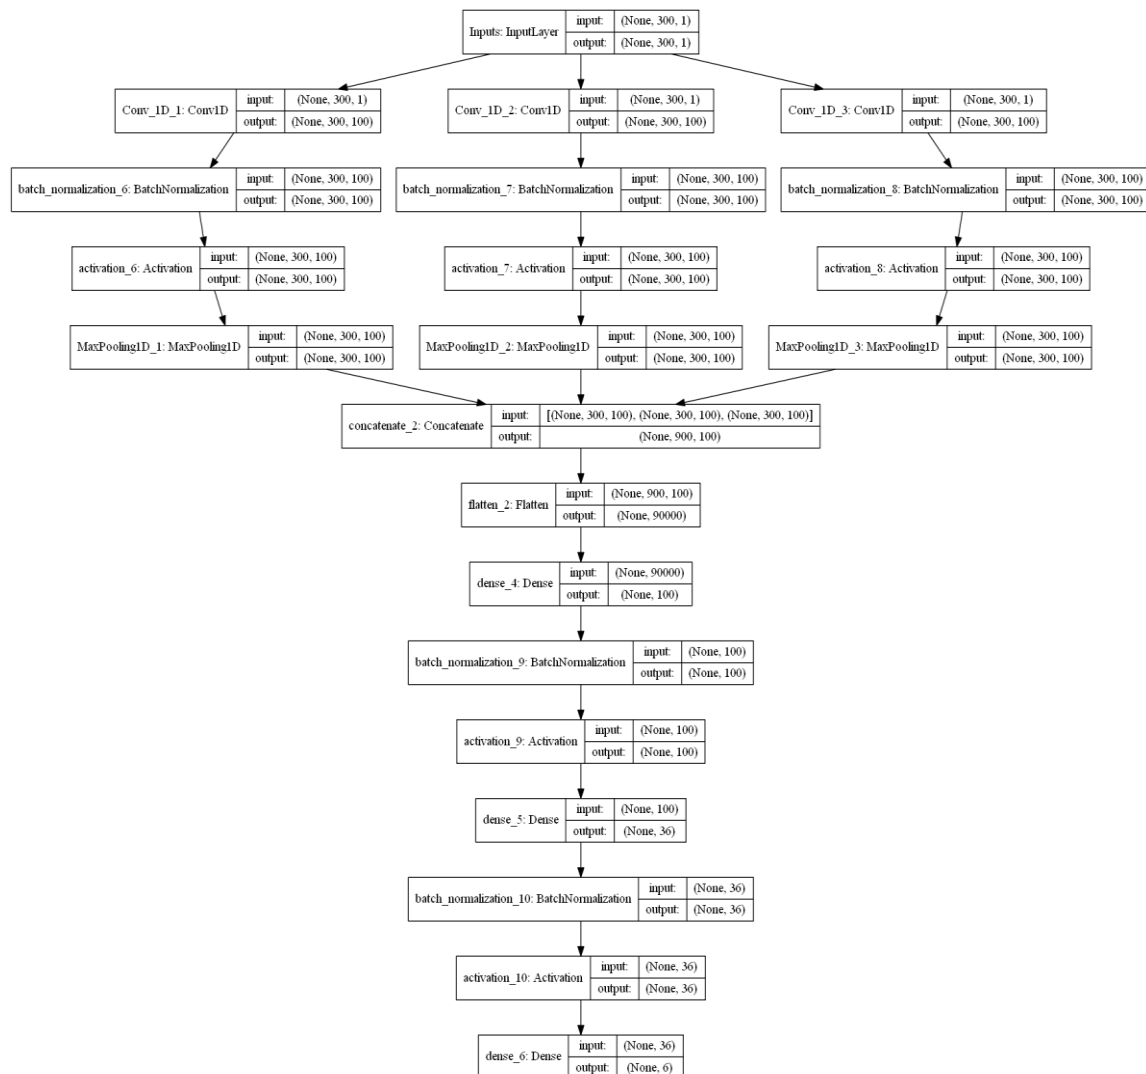 Inputs: InputLayer input: (None, 300, 1)
output: (None, 300, 1)
Conv_1D_1: Conv1D input: (None, 300, 1)
output: (None, 300, 100)
Conv_1D_2: Conv1D input: (None, 300, 1)
output: (None, 300, 100)
Conv_1D_3: Conv1D input: (None, 300, 1)
output: (None, 300, 100)
batch_normalization_6: BatchNormalization input: (None, 300, 100)
output: (None, 300, 100)
batch_normalization_7: BatchNormalization input: (None, 300, 100)
output: (None, 300, 100)
batch_normalization_8: BatchNormalization input: (None, 300, 100)
output: (None, 300, 100)
activation_6: Activation input: (None, 300, 100)
output: (None, 300, 100)
activation_7: Activation input: (None, 300, 100)
output: (None, 300, 100)
activation_8: Activation input: (None, 300, 100)
output: (None, 300, 100)
MaxPooling1D_1: MaxPooling1D input: (None, 300, 100)
output: (None, 300, 100)
MaxPooling1D_2: MaxPooling1D input: (None, 300, 100)
output: (None, 300, 100)
MaxPooling1D_3: MaxPooling1D input: (None, 300, 100)
output: (None, 300, 100)
concatenate_2: Concatenate input: [(None, 300, 100), (None, 300, 100), (None, 300, 100)]
output: (None, 900, 100)
flatten_2: Flatten input: (None, 900, 100)
output: (None, 90000)
dense_4: Dense input: (None, 90000)
output: (None, 100)
batch_normalization_9: BatchNormalization input: (None, 100)
output: (None, 100)
activation_9: Activation input: (None, 100)
output: (None, 100)
dense_5: Dense input: (None, 100)
output: (None, 36)
batch_normalization_10: BatchNormalization input: (None, 36)
output: (None, 36)
activation_10: Activation input: (None, 36)
output: (None, 36)
dense_6: Dense input: (None, 36)
output: (None, 6)